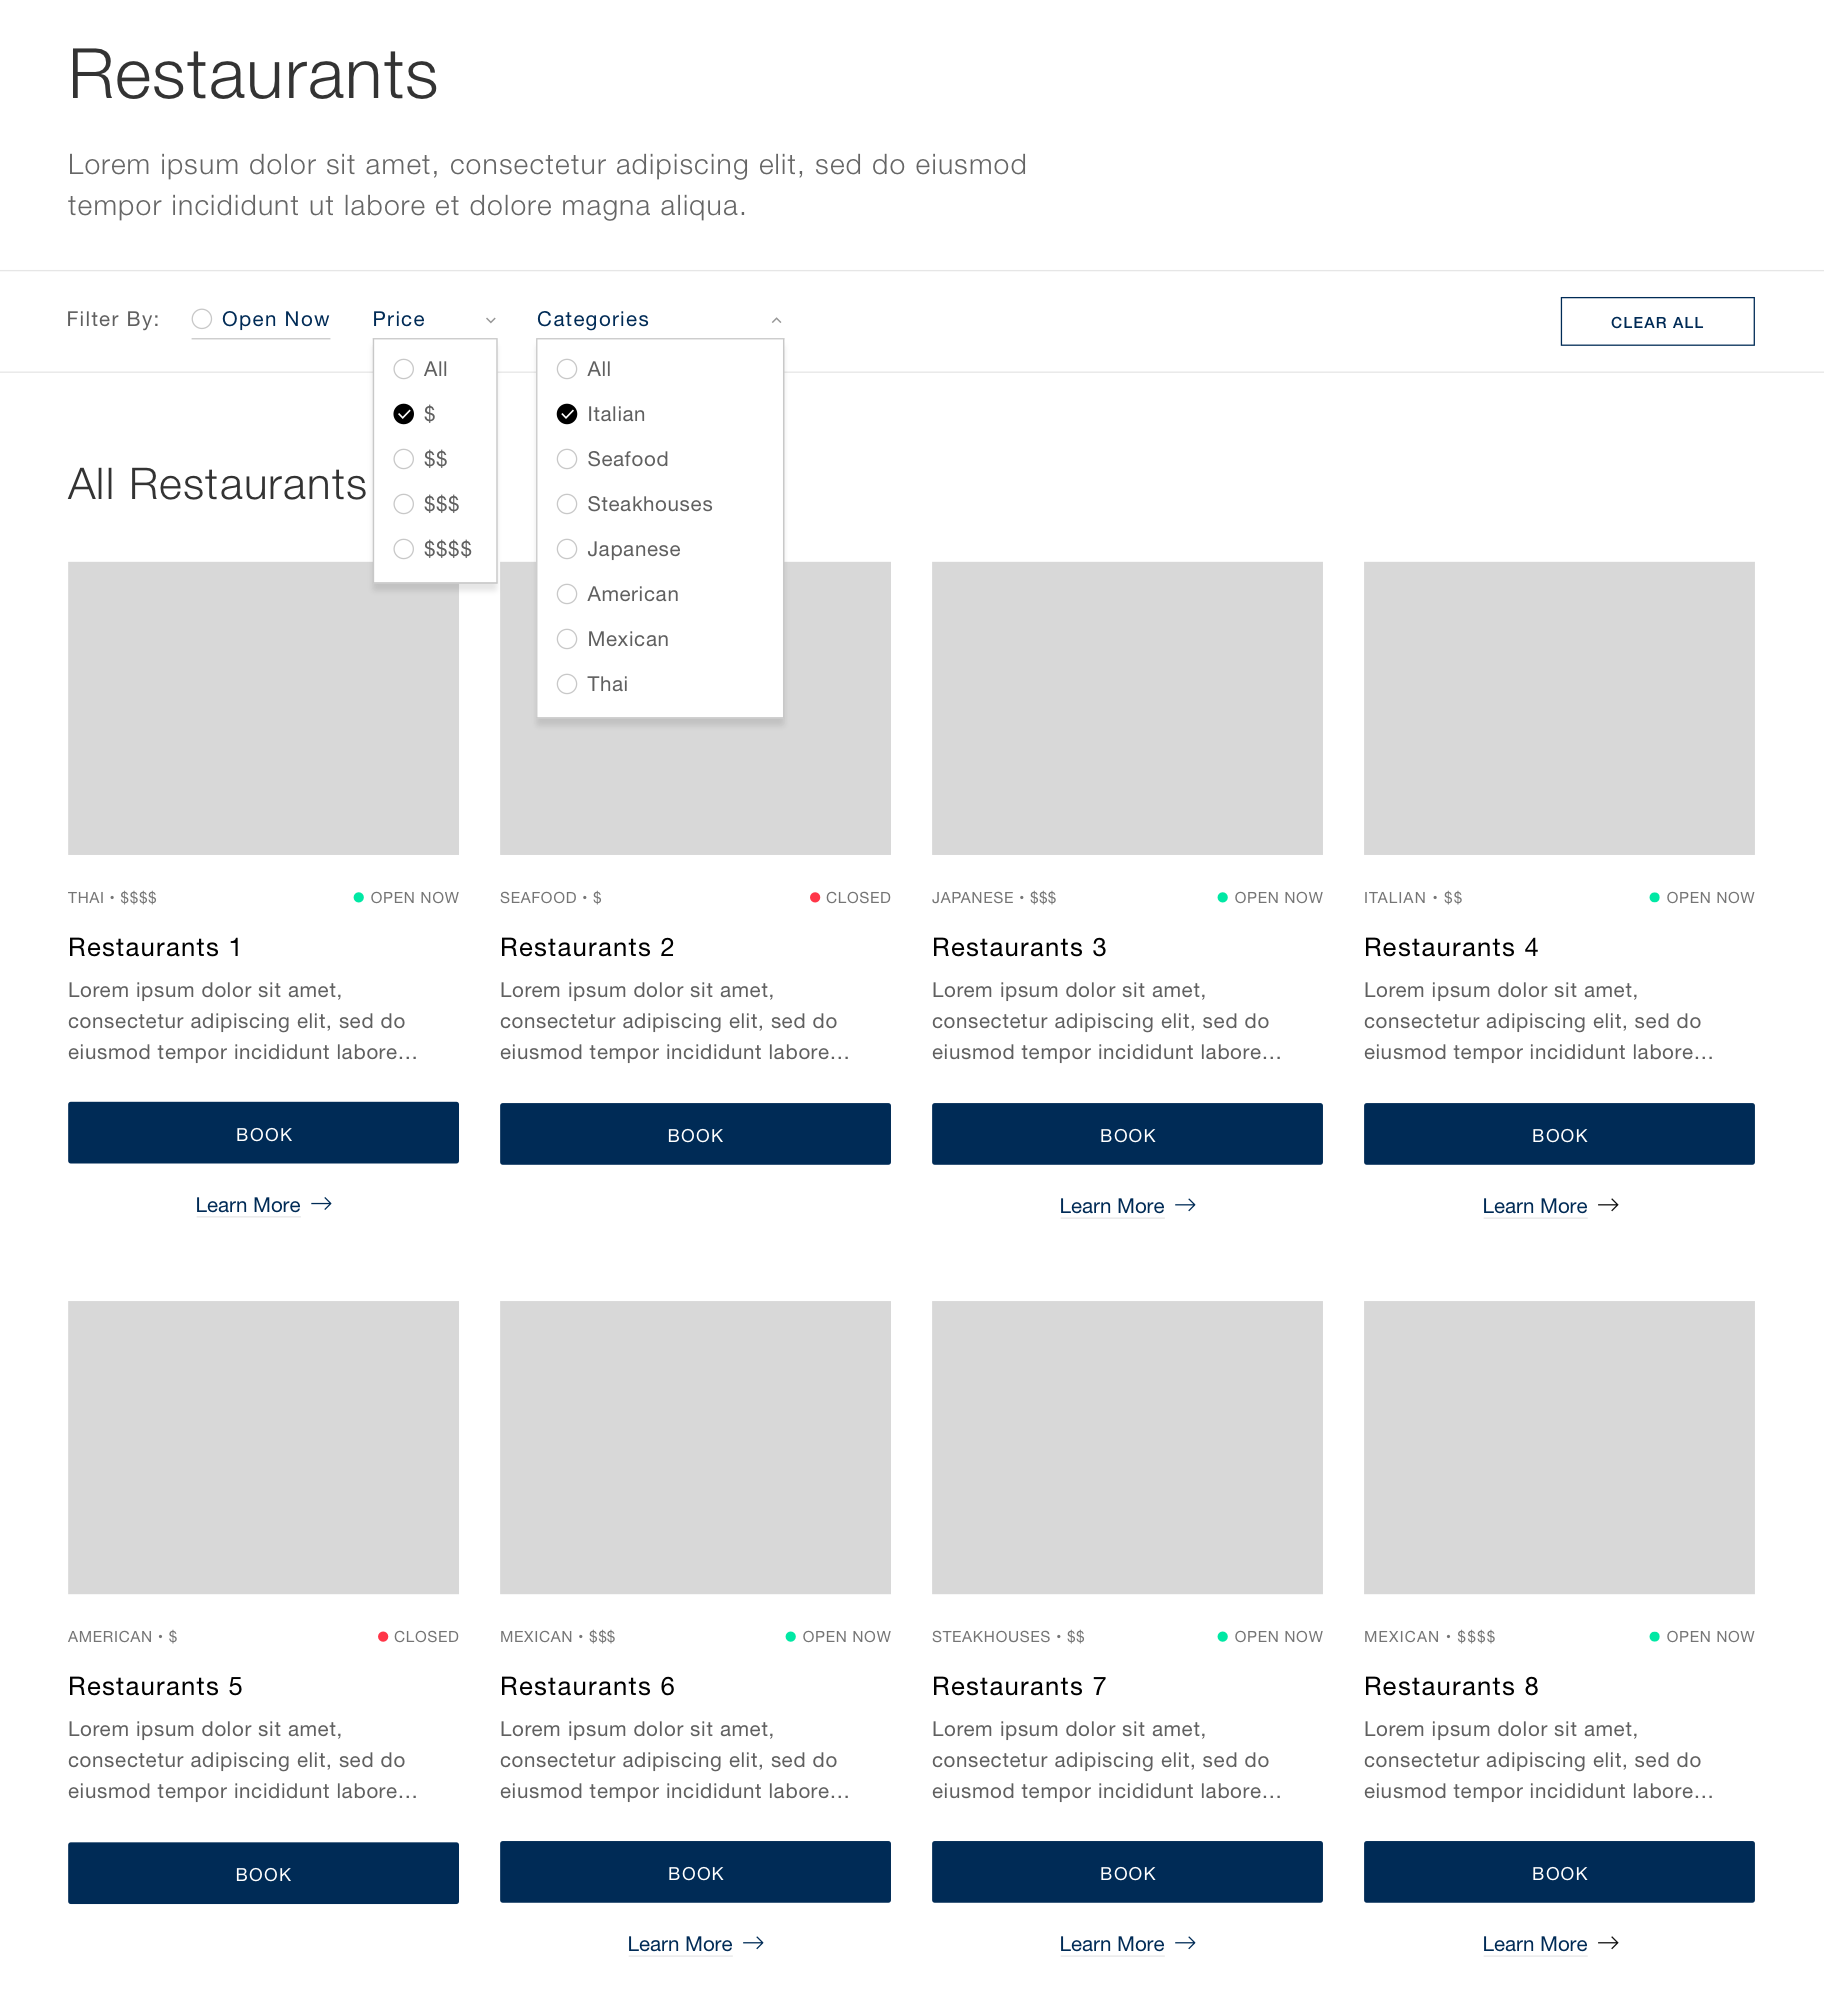 Restaurants
Lorem ipsum dolor sit amet, consectetur adipiscing elit, sed do eiusmod
tempor incididunt ut labore et dolore magna aliqua.
Filter By:
Open Now
Price
Categories
CLEAR ALL
All
$
$$
$$$
$$$$
All
Italian
Seafood
Steakhouses
Japanese
American
Mexican
Thai
All Restaurants
THAI • $$$$
OPEN NOW
Restaurants 1
Lorem ipsum dolor sit amet,
consectetur adipiscing elit, sed do
eiusmod tempor incididunt labore...
BOOK
Learn More
SEAFOOD • $
CLOSED
Restaurants 2
Lorem ipsum dolor sit amet,
consectetur adipiscing elit, sed do
eiusmod tempor incididunt labore...
BOOK
JAPANESE • $$$
OPEN NOW
Restaurants 3
Lorem ipsum dolor sit amet,
consectetur adipiscing elit, sed do
eiusmod tempor incididunt labore...
BOOK
Learn More
ITALIAN • $$
OPEN NOW
Restaurants 4
Lorem ipsum dolor sit amet,
consectetur adipiscing elit, sed do
eiusmod tempor incididunt labore...
BOOK
Learn More
AMERICAN • $
CLOSED
Restaurants 5
Lorem ipsum dolor sit amet,
consectetur adipiscing elit, sed do
eiusmod tempor incididunt labore...
BOOK
MEXICAN • $$$
OPEN NOW
Restaurants 6
Lorem ipsum dolor sit amet,
consectetur adipiscing elit, sed do
eiusmod tempor incididunt labore...
BOOK
Learn More
STEAKHOUSES • $$
OPEN NOW
Restaurants 7
Lorem ipsum dolor sit amet,
consectetur adipiscing elit, sed do
eiusmod tempor incididunt labore...
BOOK
Learn More
MEXICAN • $$$$
OPEN NOW
Restaurants 8
Lorem ipsum dolor sit amet,
consectetur adipiscing elit, sed do
eiusmod tempor incididunt labore...
BOOK
Learn More